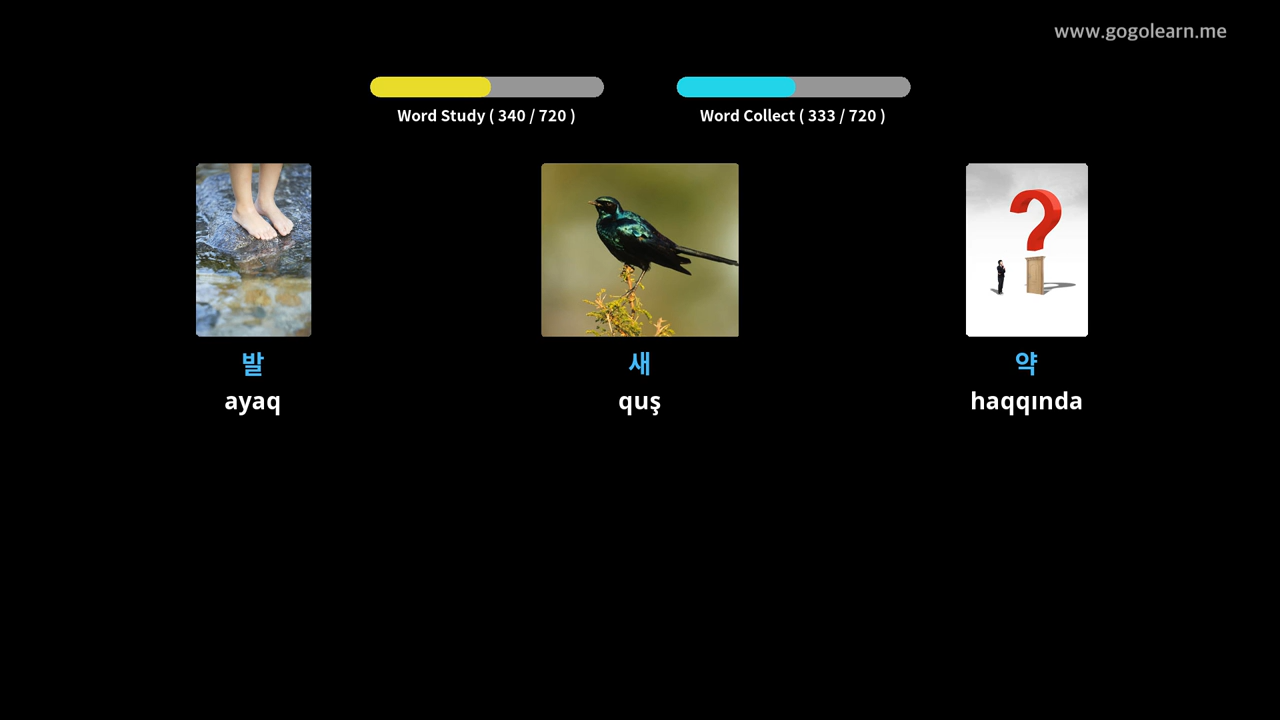 www.gogolearn.me
Word Study ( 340 / 720 )
Word Collect ( 333 / 720 )
발
새
약
ayaq
quş
haqqında